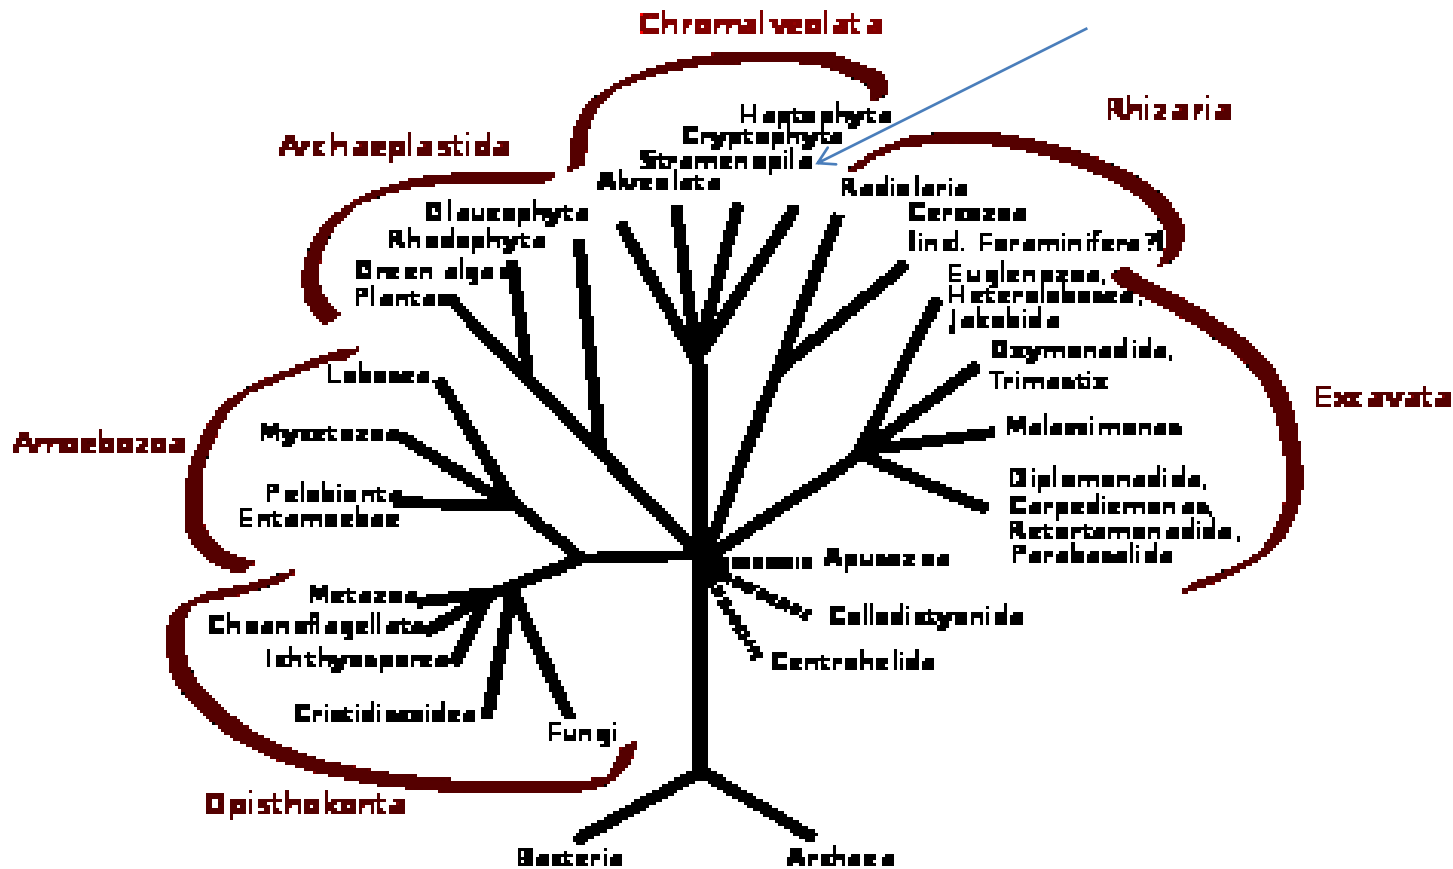 Chromalveolata
Haptophyta
Cryptophyta
Stramenopila
Alveolata
Rhizaria
Radiolaria
Cercozoa
(incl. Foraminifera?)
Archaeplastida
Glaucophyta
Rhodophyta
Green algae
Plantae
Euglenozoa,
Heterolobosea,
Jakobida
Oxymonadida,
Trimastix
Excavata
Malawimonas
Diplomonadida,
Carpediemonas,
Retortamonadida,
Parabasalida
Lobosea
Amoebozoa
Mycetozoa
Pelobionta
Entamoebae
Apusozoa
Collodictyonida
Centrohelida
Metazoa
Choanoflagellata
Ichthyosporea
Cristidiscoidea
Fungi
Opisthokonta
Bacteria
Archaea